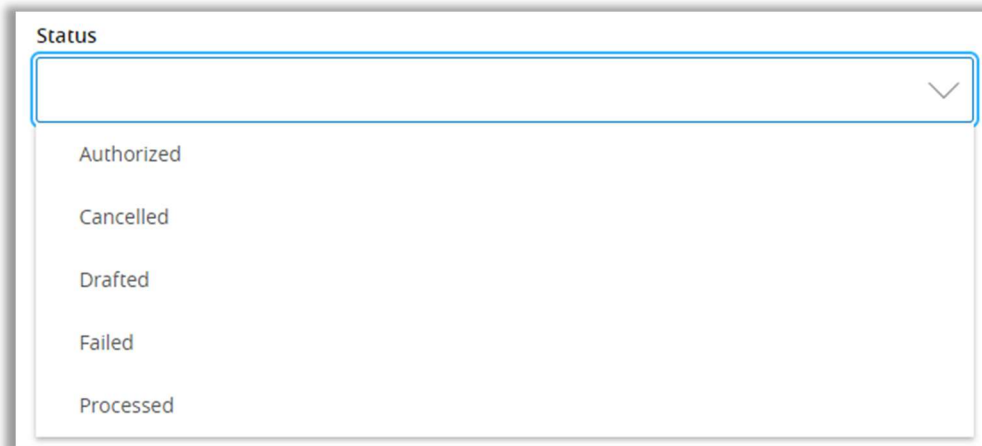 Status
Authorized
Cancelled
Drafted
Failed
Processed